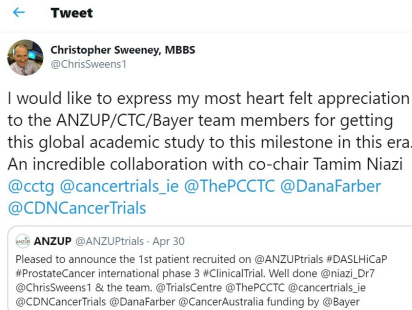 Tweet
Christopher Sweeney, MBBS
@ChrisSweens1
I would like to express my most heart felt appreciation
to the ANZUP/CTC/Bayer team members for getting
this global academic study to this milestone in this era.
An incredible collaboration with co-chair Tamim Niazi
@cctg @cancertrials_ie @ThePCCTC @DanaFarber
@CDNCancerTrials
ANZUP @ANZUPtrials · Apr 30
Pleased to announce the 1st patient recruited on @ANZUPtrials #DASLHiCaP
#ProstateCancer international phase 3 #ClinicalTrial. Well done @niazi_Dr7
@ChrisSweens1 & the team. @TrialsCentre @ThePCCTC @cancertrials_ie
@CDNCancerTrials @DanaFarber @CancerAustralia funding by @Bayer